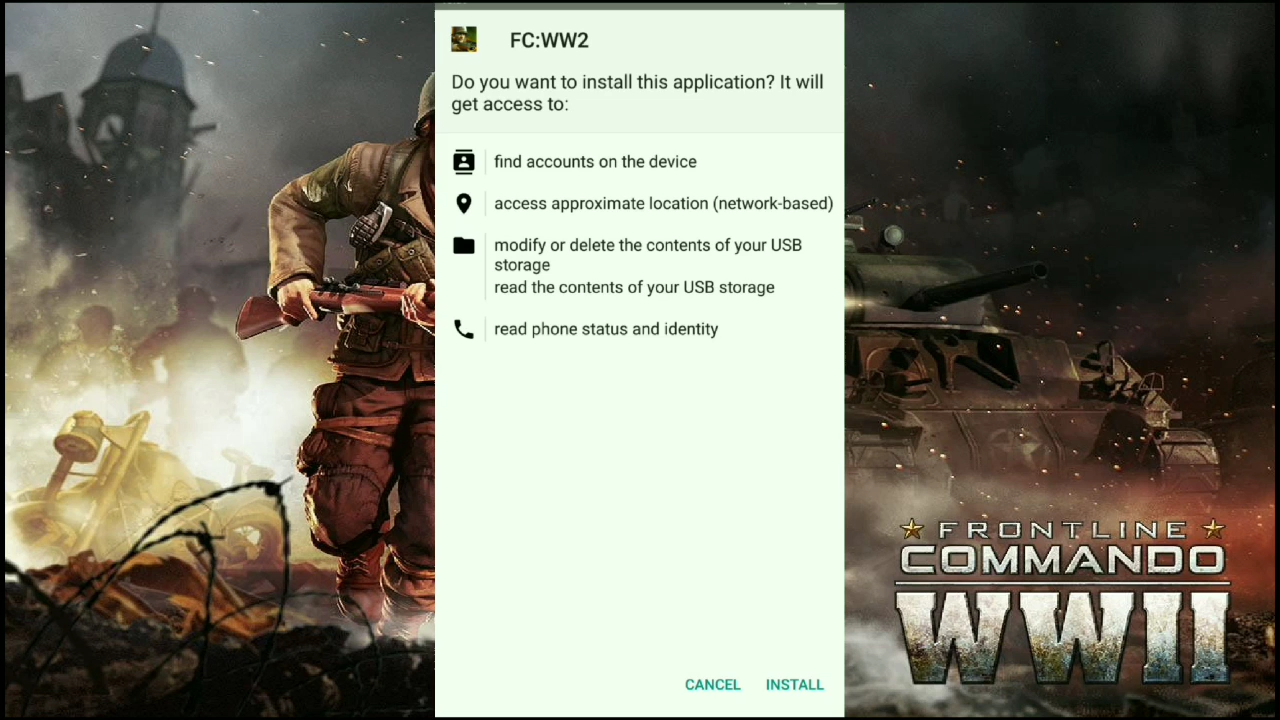 FC:WW2
Do you want to install this application? It will
get access to:
find accounts on the device
access approximate location (network-based)
modify or delete the contents of your USB
storage
read the contents of your USB storage
read phone status and identity
CANCEL INSTALL
FRONTLINE
COMMANDO
WWII